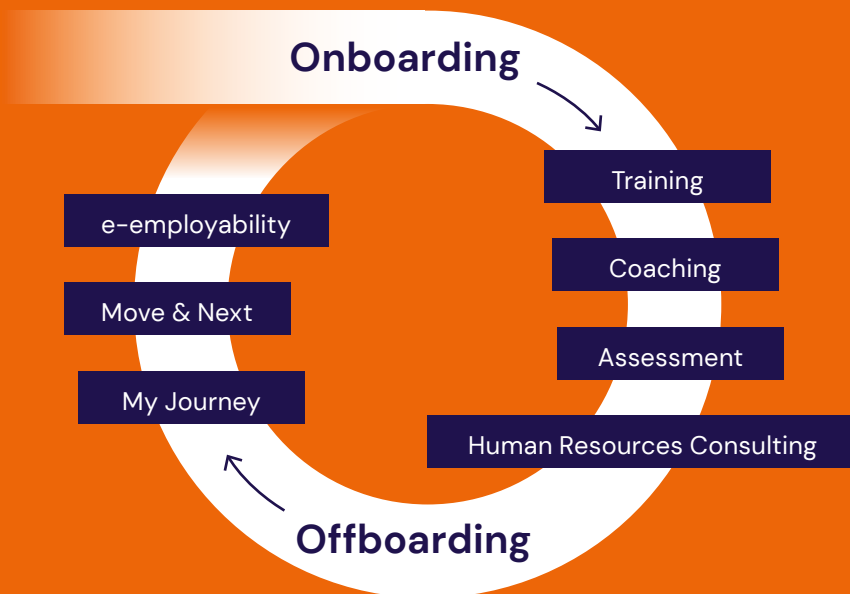 Onboarding
Training
Coaching
Assessment
Human Resources Consulting
Offboarding
My Journey
Move & Next
e-employability